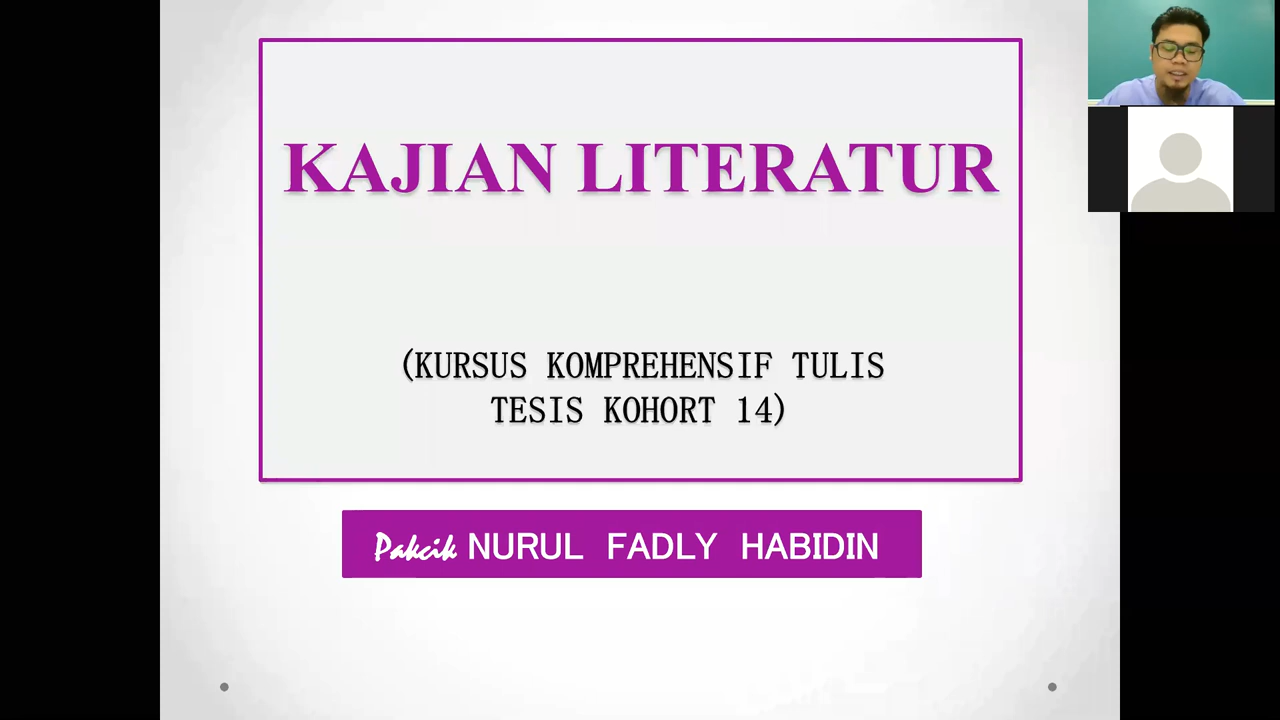 KAJIAN LITERATUR
(KURSUS KOMPREHENSIF TULIS
TESIS KOHORT 14)
Pakcik NURUL FADLY HABIDIN